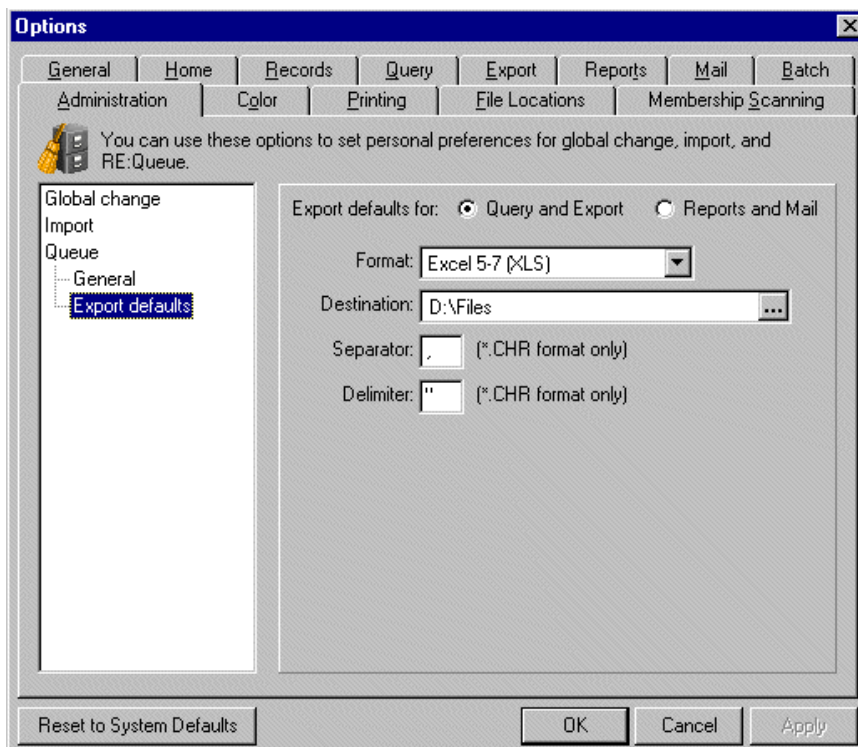 Options
General Home Records Query Export Reports Mail Batch
Administration Color Printing File Locations Membership Scanning
You can use these options to set personal preferences for global change, import, and
RE:Queue.
Global change
Import
Queue
General
Export defaults
Export defaults for: Query and Export Reports and Mail
Format: Excel 5-7 (XLS)
Destination: D:\Files ...
Separator: , (*.CHR format only)
Delimiter: " (*.CHR format only)
Reset to System Defaults OK Cancel Apply